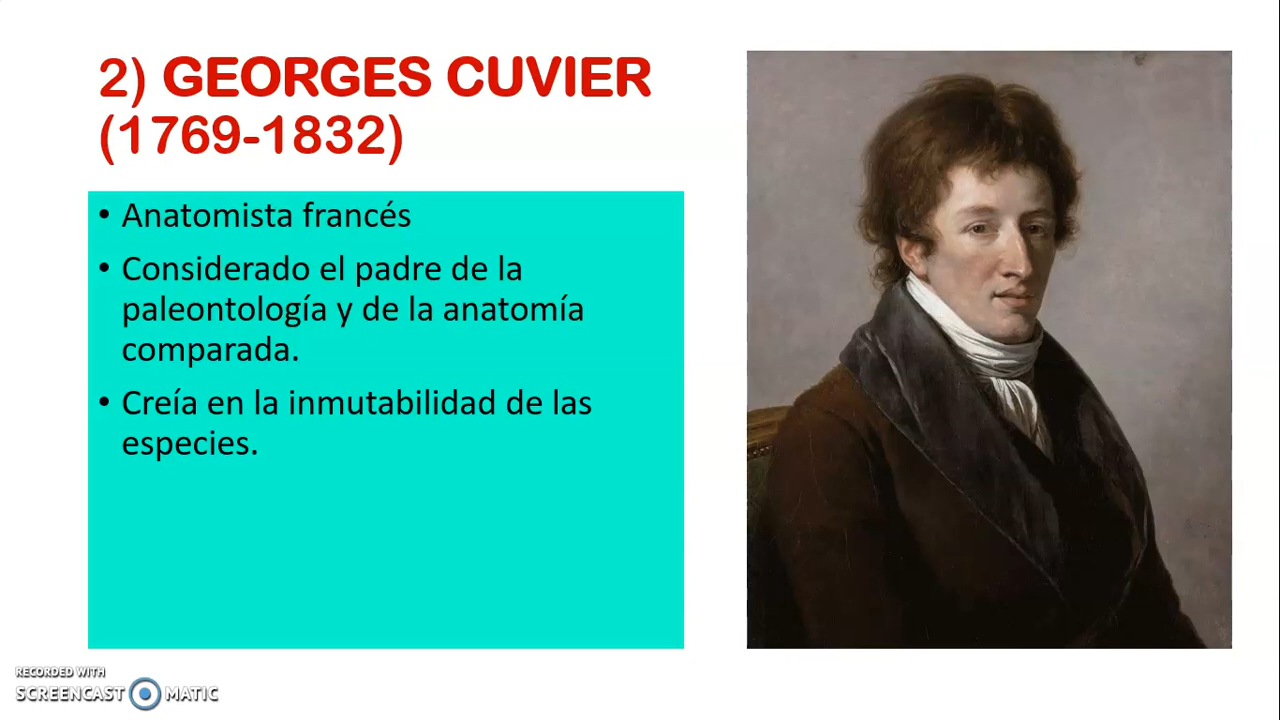 2) GEORGES CUVIER
(1769-1832)
• Anatomista francés
• Considerado el padre de la
paleontología y de la anatomía
comparada.
• Creía en la inmutabilidad de las
especies.
RECORDED WITH
SCREENCAST MATIC